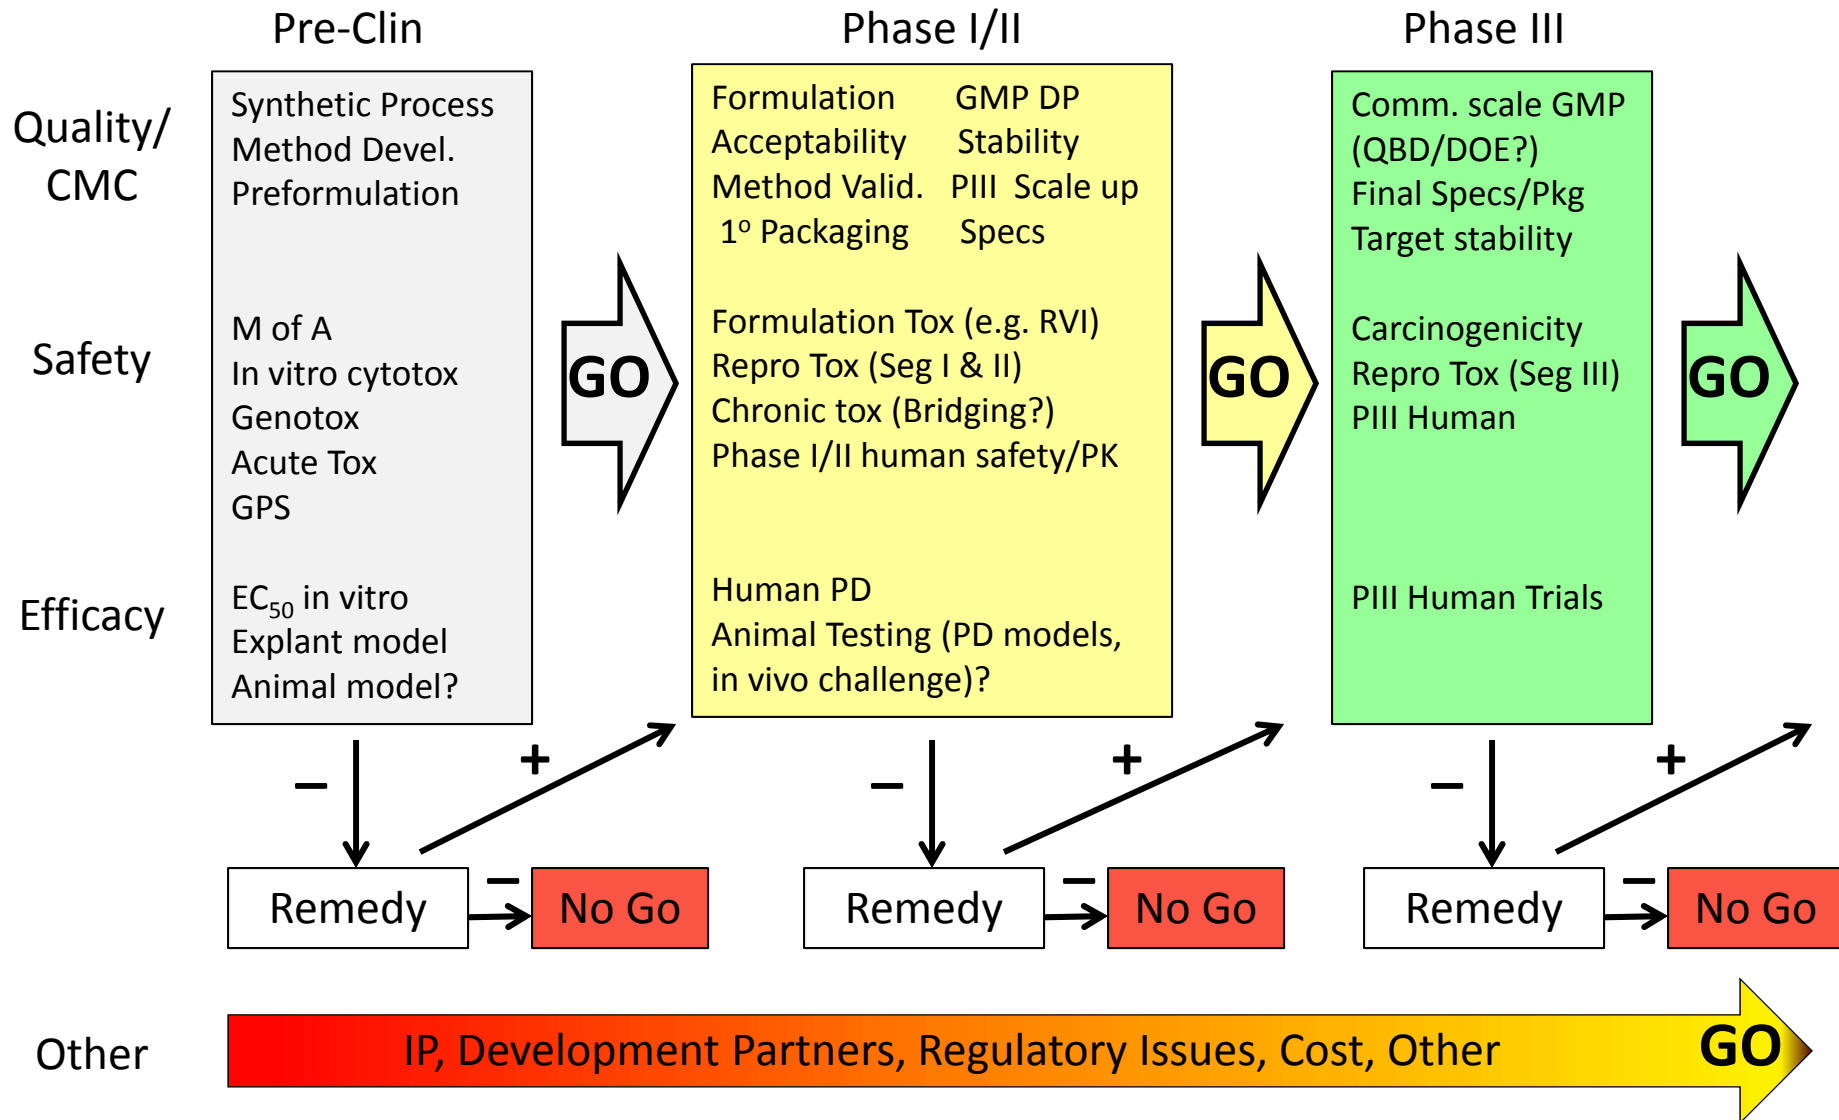 Pre-Clin
Phase I/II
Phase III
Quality/
CMC
Synthetic Process
Method Devel.
Preformulation
Formulation GMP DP
Acceptability Stability
Method Valid. PIII Scale up
1º Packaging Specs
Comm. scale GMP
(QBD/DOE?)
Final Specs/Pkg
Target stability
Safety
M of A
In vitro cytotox
Genotox
Acute Tox
GPS
GO
Formulation Tox (e.g. RVI)
Repro Tox (Seg I & II)
Chronic tox (Bridging?)
Phase I/II human safety/PK
GO
Carcinogenicity
Repro Tox (Seg III)
PIII Human
GO
Efficacy
EC50 in vitro
Explant model
Animal model?
Human PD
Animal Testing (PD models,
in vivo challenge)?
PIII Human Trials
– +
– +
– +
Remedy – No Go
Remedy – No Go
Remedy – No Go
Other
IP, Development Partners, Regulatory Issues, Cost, Other
GO